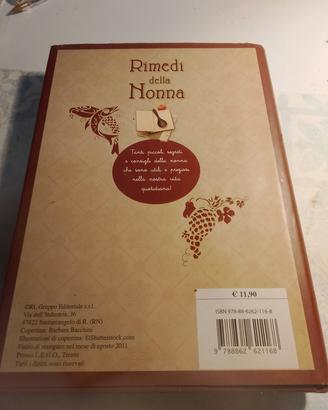 Rimedi
della
Nonna
Tanti piccoli segreti
e consigli della nonna
che sono utili e preziosi
nella nostra vita
quotidiana!
€ 11,90
ISBN 978-88-6262-116-8
9 788862 621168
©RL Gruppo Editoriale s.r.l.
Via dell'Industria, 36
47822 Santarcangelo di R. (RN)
Copertina: Barbara Bacchini
Illustrazioni di copertina: ©Shutterstock.com
Finito di stampare nel mese di agosto 2011
Presso L.E.G.O., Trento
Tutti i diritti sono riservati